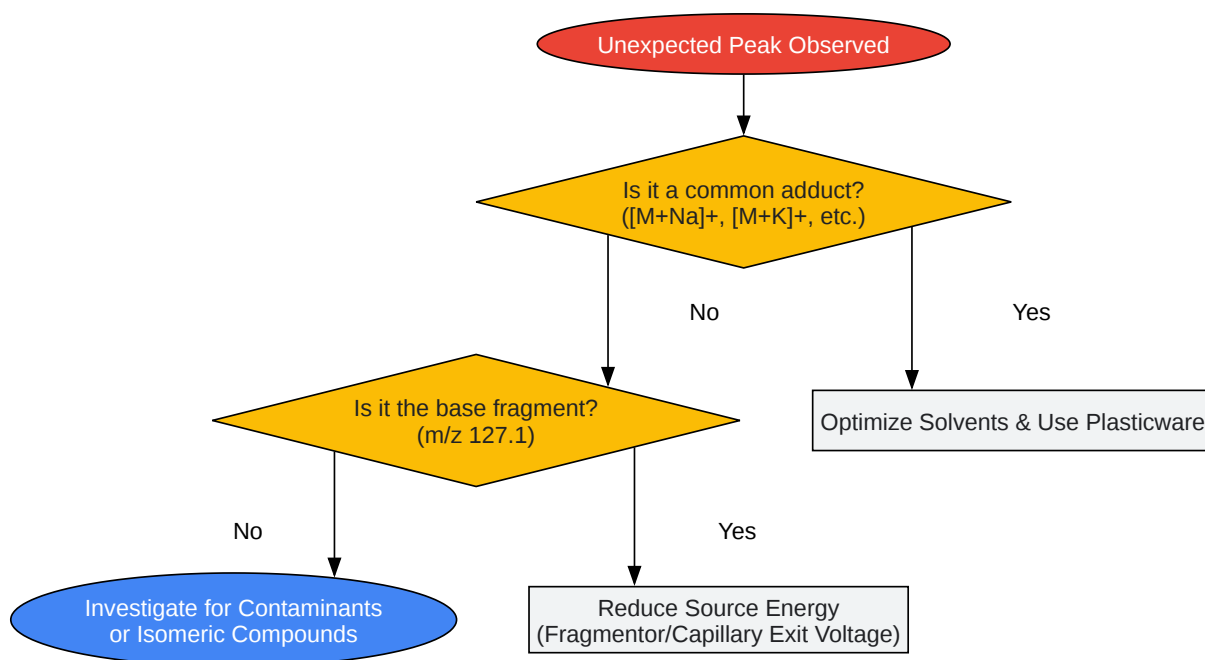 Unexpected Peak Observed
Is it a common adduct?
([M+Na]+, [M+K]+, etc.)
No
Yes
Is it the base fragment?
(m/z 127.1)
Optimize Solvents & Use Plasticware
No
Yes
Investigate for Contaminants
or Isomeric Compounds
Reduce Source Energy
(Fragmentor/Capillary Exit Voltage)